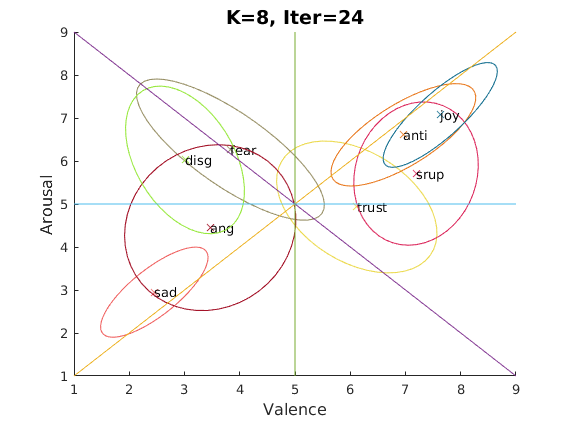 K=8, Iter=24
9
8
joy
7
anti
fear
6
disg
srup
Arousal
5
trust
ang
4
3
sad
2
1
1 2 3 4 5 6 7 8 9
Valence